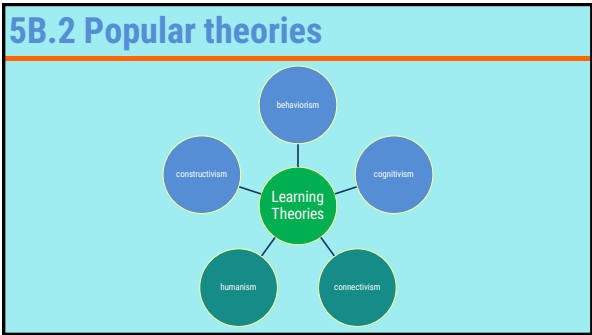 5B.2 Popular theories
behaviorism
constructivism
cognitivism
Learning
Theories
humanism
connectivism